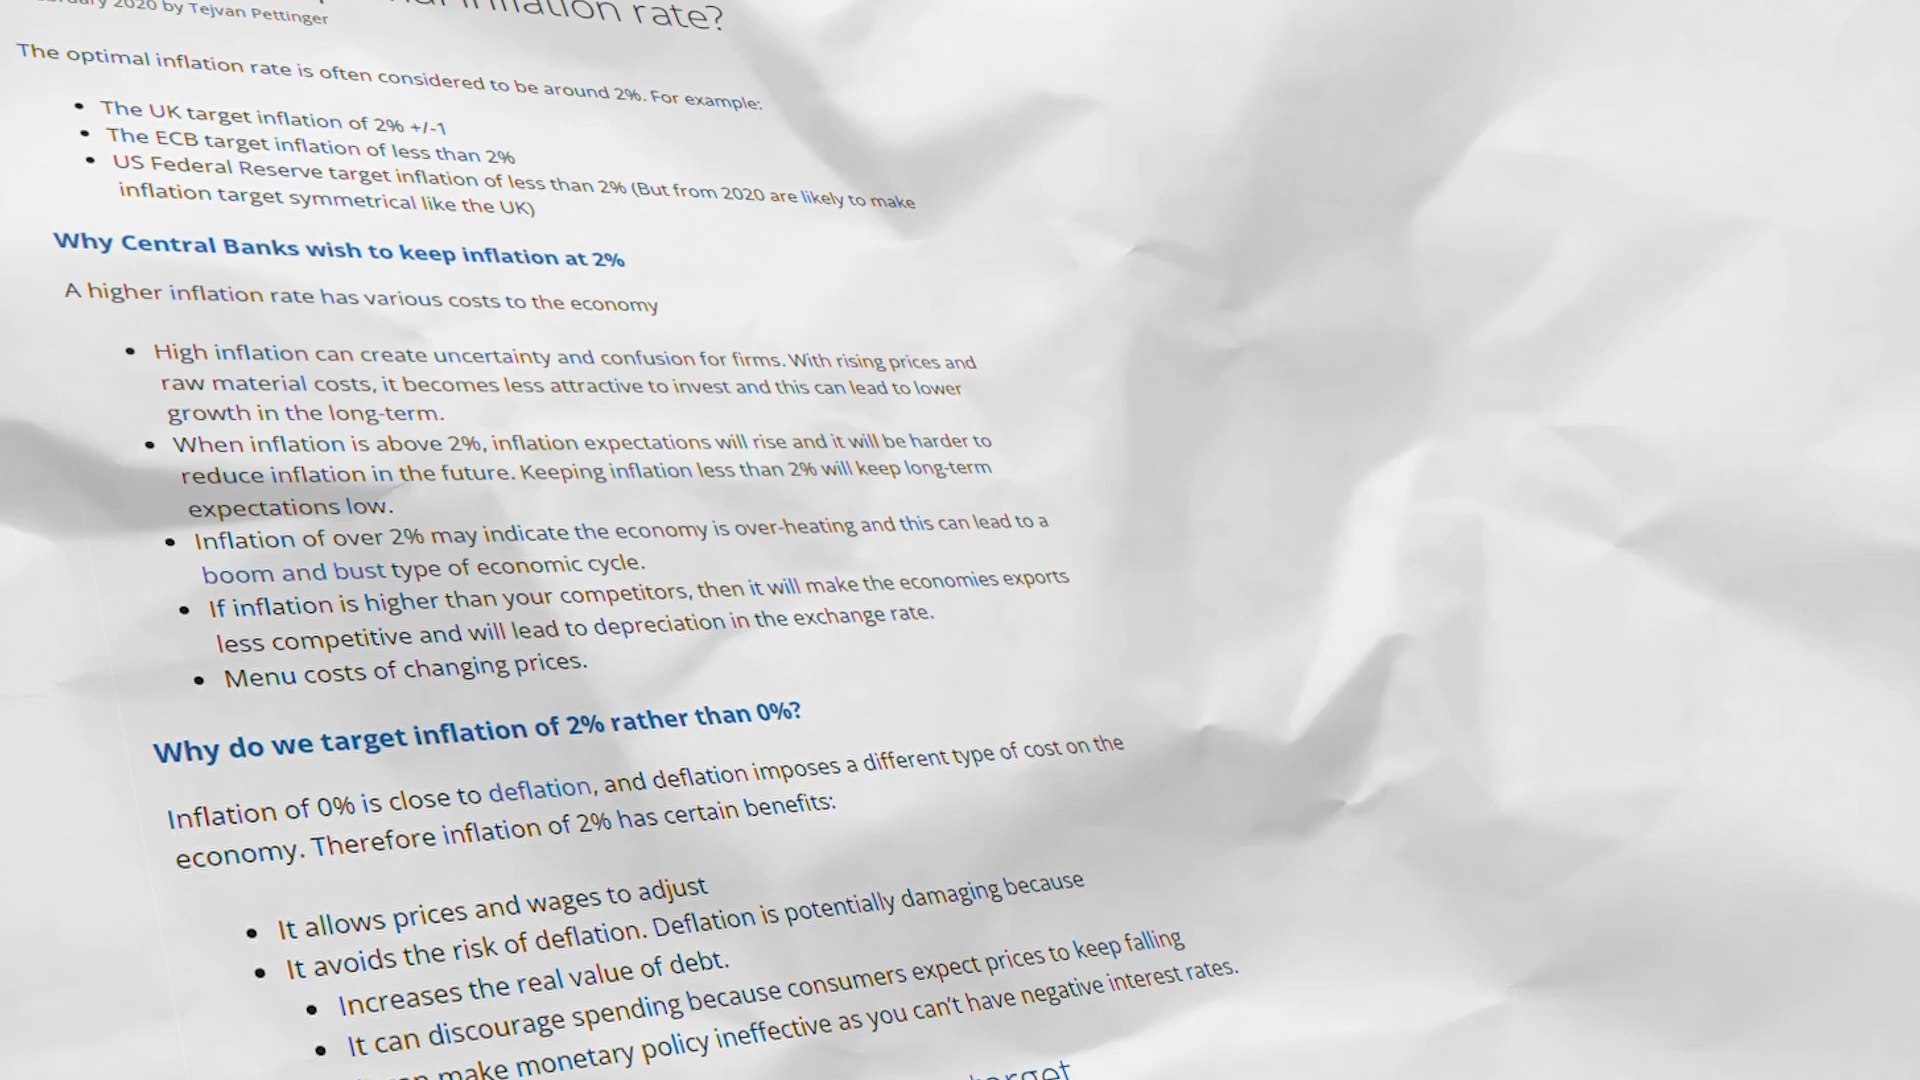 inflation rate?
2020 by Tejvan Pettinger
The optimal inflation rate is often considered to be around 2%. For example:
• The UK target inflation of 2% +/-1
• The ECB target inflation of less than 2%
• US Federal Reserve target inflation of less than 2% (But from 2020 are likely to make
inflation target symmetrical like the UK)
Why Central Banks wish to keep inflation at 2%
A higher inflation rate has various costs to the economy
• High inflation can create uncertainty and confusion for firms. With rising prices and
raw material costs, it becomes less attractive to invest and this can lead to lower
growth in the long-term.
• When inflation is above 2%, inflation expectations will rise and it will be harder to
reduce inflation in the future. Keeping inflation less than 2% will keep long-term
expectations low.
• Inflation of over 2% may indicate the economy is over-heating and this can lead to a
boom and bust type of economic cycle.
• If inflation is higher than your competitors, then it will make the economies exports
less competitive and will lead to depreciation in the exchange rate.
• Menu costs of changing prices.
Why do we target inflation of 2% rather than 0%?
Inflation of 0% is close to deflation, and deflation imposes a different type of cost on the
economy. Therefore inflation of 2% has certain benefits:
• It allows prices and wages to adjust
• It avoids the risk of deflation. Deflation is potentially damaging because
• Increases the real value of debt.
• It can discourage spending because consumers expect prices to keep falling
make monetary policy ineffective as you can't have negative interest rates.